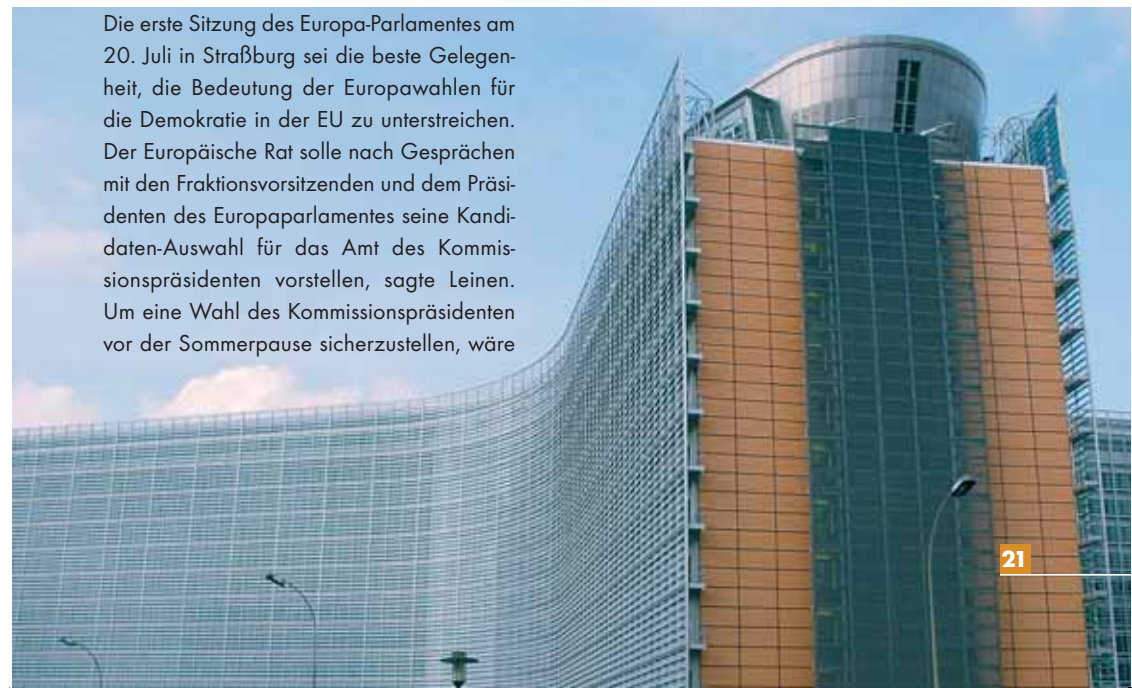 Die erste Sitzung des Europa-Parlamentes am
20. Juli in Straßburg sei die beste Gelegen-
heit, die Bedeutung der Europawahlen für
die Demokratie in der EU zu unterstreichen.
Der Europäische Rat solle nach Gesprächen
mit den Fraktionsvorsitzenden und dem Präsi-
denten des Europaparlamentes seine Kandi-
daten-Auswahl für das Amt des Kommis-
sionspräsidenten vorstellen, sagte Leinen.
Um eine Wahl des Kommissionspräsidenten
vor der Sommerpause sicherzustellen, wäre
21